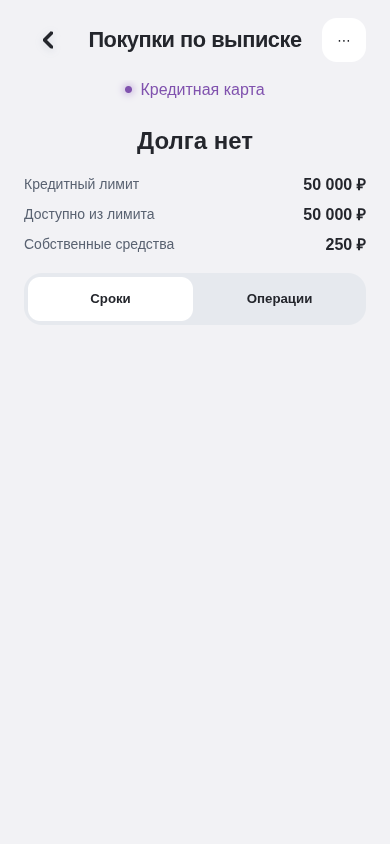 Покупки по выписке
...
Кредитная карта
Долга нет
Кредитный лимит 50 000 ₽
Доступно из лимита 50 000 ₽
Собственные средства 250 ₽
Сроки Операции